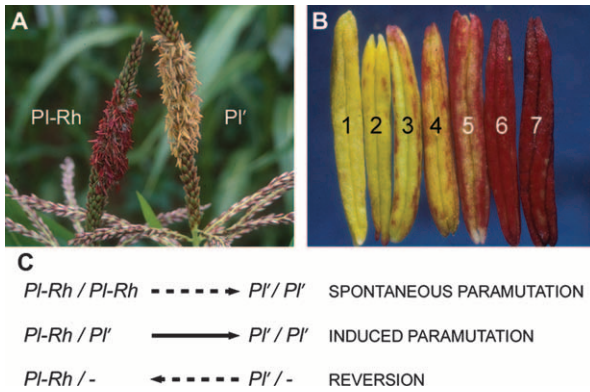 A
Pl-Rh
Pl′
B
1 2 3 4 5 6 7
C
Pl-Rh / Pl-Rh Pl′/ Pl′ SPONTANEOUS PARAMUTATION
Pl-Rh / Pl′ Pl′/ Pl′ INDUCED PARAMUTATION
Pl-Rh / - Pl′/ - REVERSION